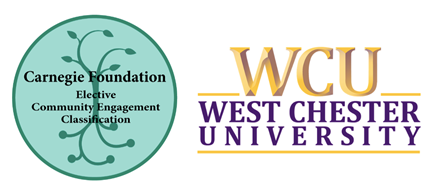 Carnegie Foundation
Elective
Community Engagement
Classification
WCU
WEST CHESTER
UNIVERSITY